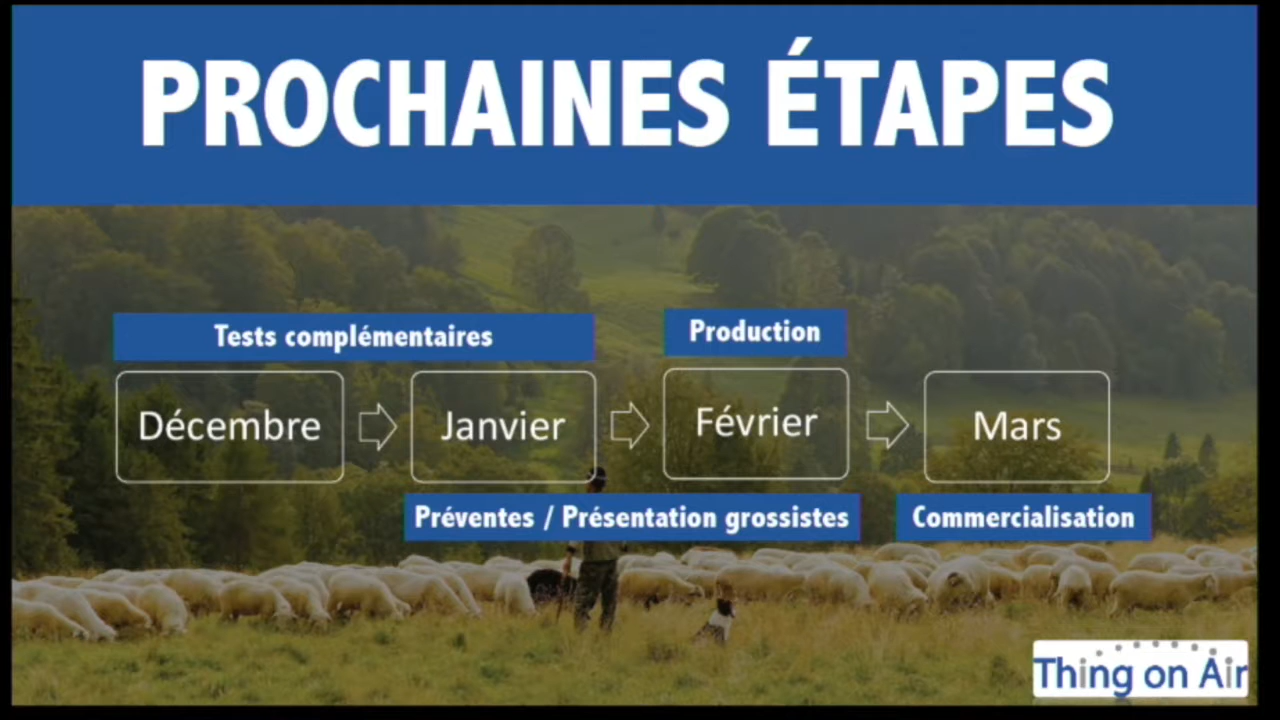 PROCHAINES ÉTAPES
Tests complémentaires
Production
Décembre
Janvier
Février
Mars
Préventes / Présentation grossistes
Commercialisation
Thing on Air